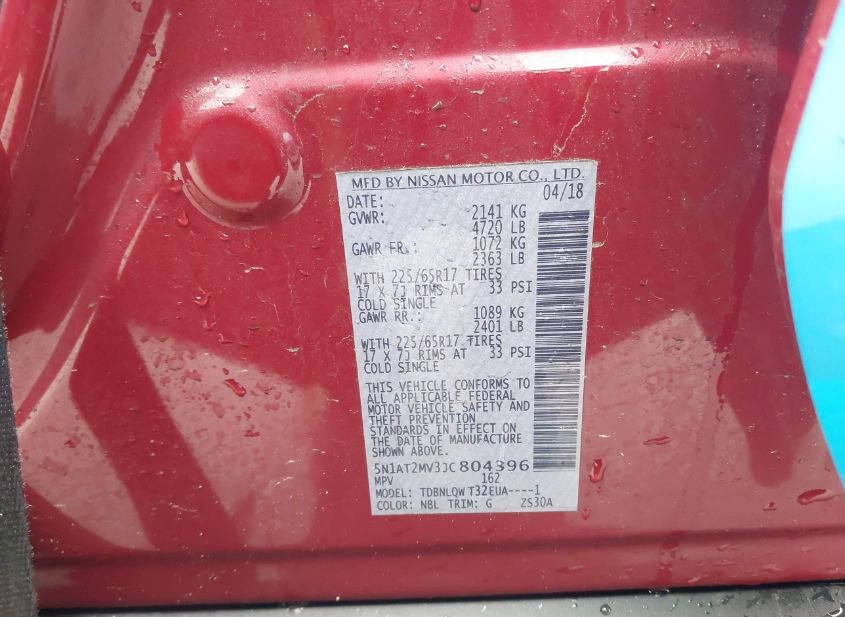 MFD BY NISSAN MOTOR CO., LTD.
DATE: 04/18
GVWR: 2141 KG
4720 LB
GAWR FR.: 1072 KG
2363 LB
WITH 225/65R17 TIRES
17 X 7J RIMS AT 33 PSI
COLD SINGLE
GAWR RR.: 1089 KG
2401 LB
WITH 225/65R17 TIRES
17 X 7J RIMS AT 33 PSI
COLD SINGLE
THIS VEHICLE CONFORMS TO
ALL APPLICABLE FEDERAL
MOTOR VEHICLE SAFETY AND
THEFT PREVENTION
STANDARDS IN EFFECT ON
THE DATE OF MANUFACTURE
SHOWN ABOVE.
5N1AT2MV3JC804396
MPV 162
MODEL: TDBNLQW T32EUA----1
COLOR: NBL TRIM: G ZS30A